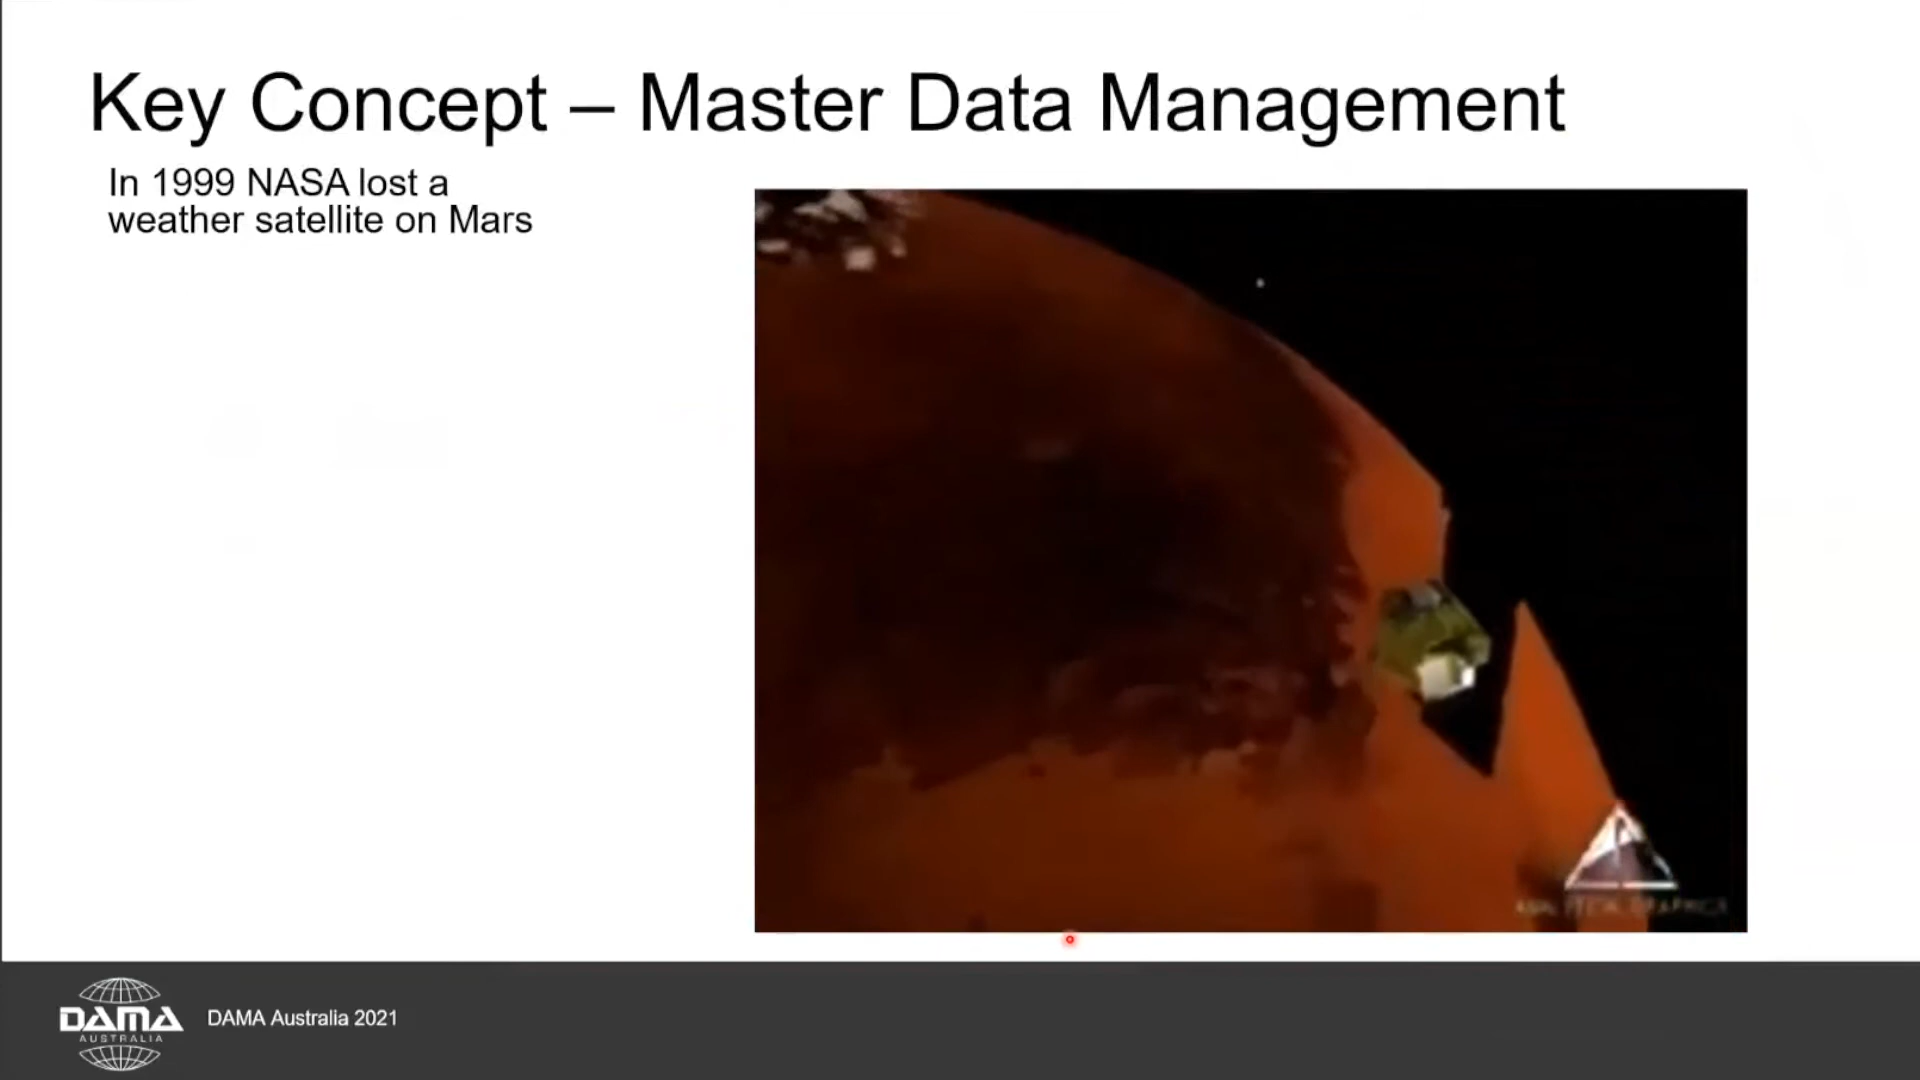 Key Concept – Master Data Management
In 1999 NASA lost a
weather satellite on Mars
DAMA
AUSTRALIA
DAMA Australia 2021